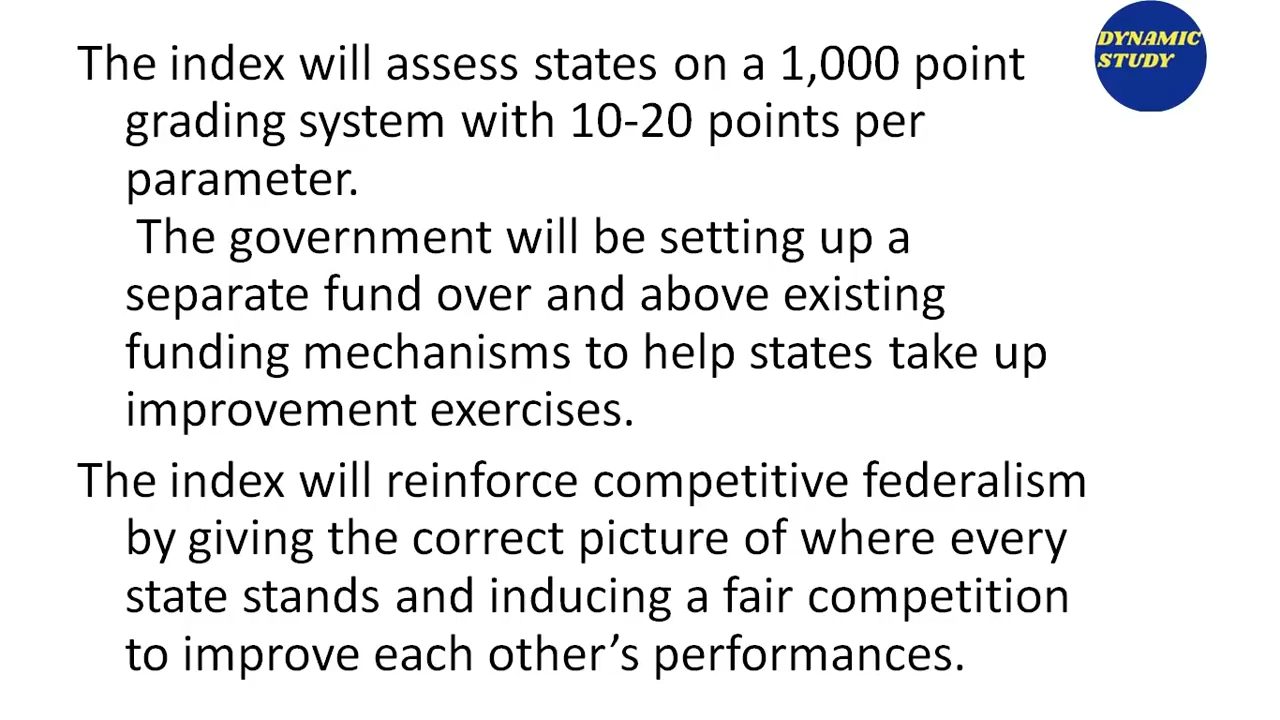 DYNAMIC
STUDY
The index will assess states on a 1,000 point
grading system with 10-20 points per
parameter.
The government will be setting up a
separate fund over and above existing
funding mechanisms to help states take up
improvement exercises.
The index will reinforce competitive federalism
by giving the correct picture of where every
state stands and inducing a fair competition
to improve each other’s performances.